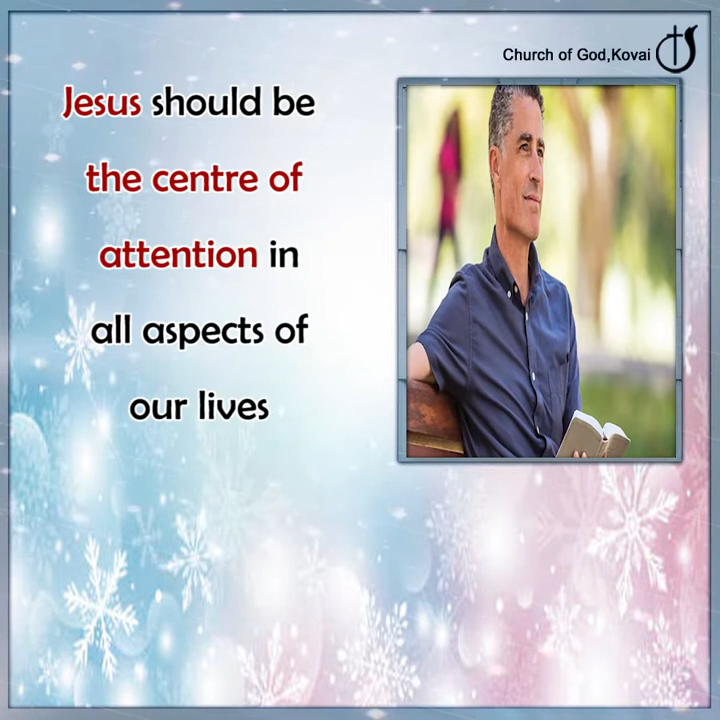 Church of God,Kovai
Jesus should be
the centre of
attention in
all aspects of
our lives